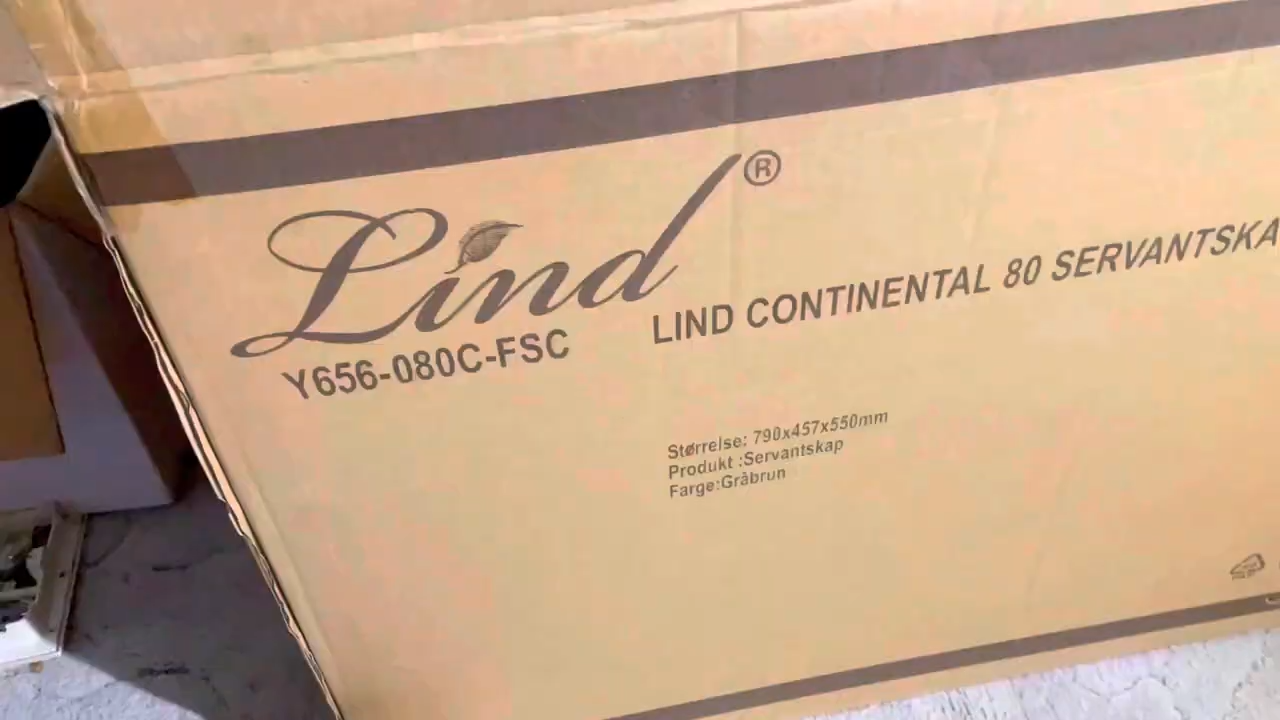 Lind®
Y656-080C-FSC
LIND CONTINENTAL 80 SERVANTSKA
Størrelse: 790x457x550mm
Produkt :Servantskap
Farge:Gråbrun